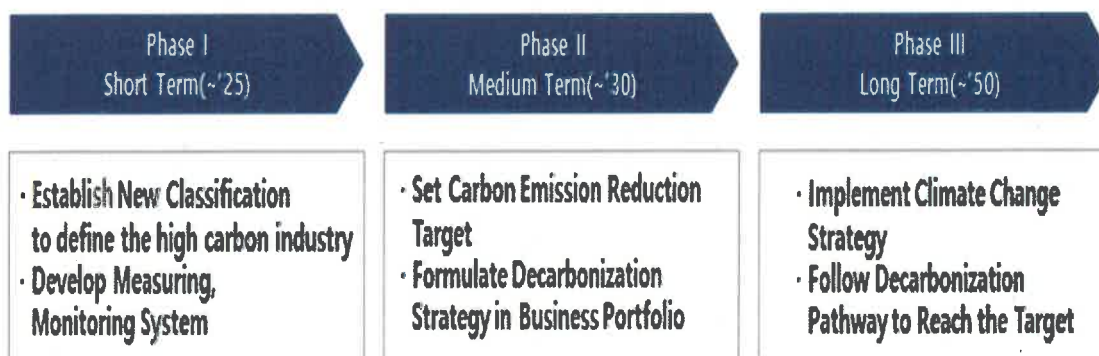 Phase I
Short Term(~'25)
Phase II
Medium Term(~'30)
Phase III
Long Term(~'50)
· Establish New Classification
to define the high carbon industry
· Develop Measuring,
Monitoring System
· Set Carbon Emission Reduction
Target
· Formulate Decarbonization
Strategy in Business Portfolio
· Implement Climate Change
Strategy
· Follow Decarbonization
Pathway to Reach the Target